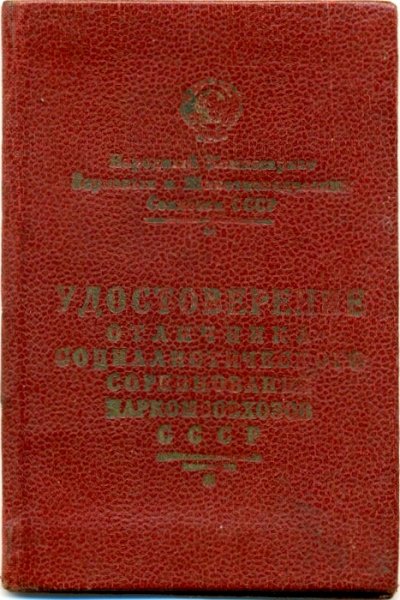 Народный Комиссариат
Зерновых и Животноводческих
Совхозов СССР
УДОСТОВЕРЕНИЕ
ОТЛИЧНИКА
СОЦИАЛИСТИЧЕСКОГО
СОРЕВНОВАНИЯ
НАРКОМСОВХОЗОВ
СССР